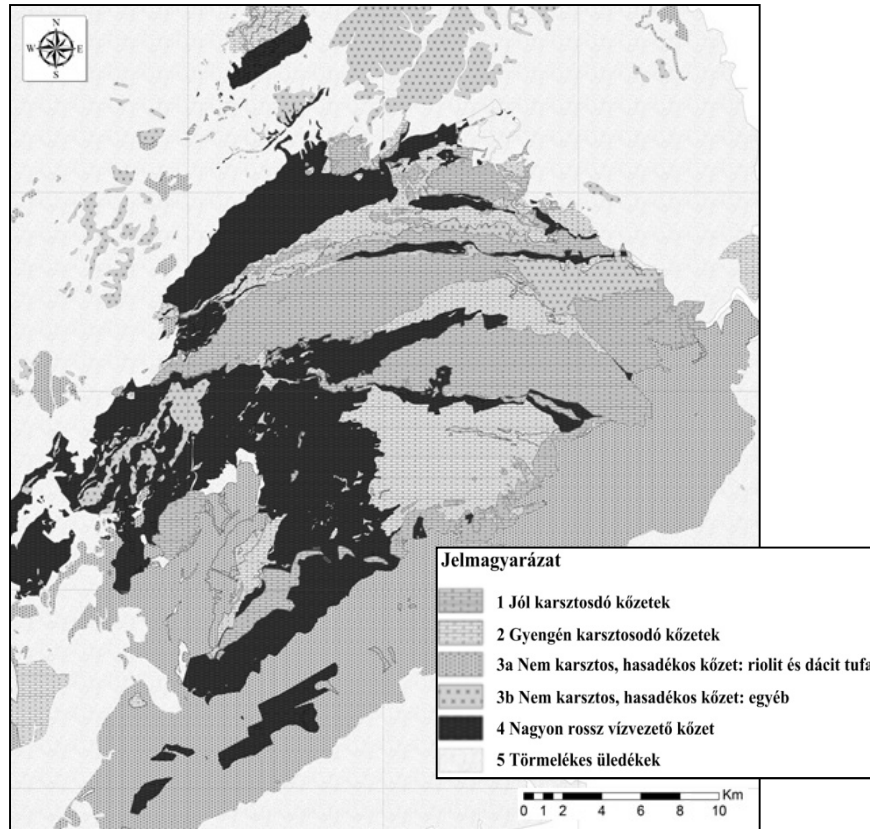 N
W E
S
Jelmagyarázat
1 Jól karsztosdó kőzetek
2 Gyengén karsztosodó kőzetek
3a Nem karsztos, hasadékos kőzet: riolit és dácit tufa
3b Nem karsztos, hasadékos kőzet: egyéb
4 Nagyon rossz vízvezető kőzet
5 Törmelékes üledékek
Km
0 1 2 4 6 8 10